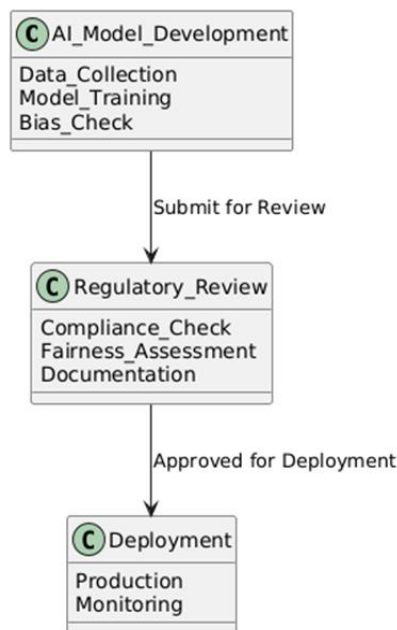 C AI_Model_Development
Data_Collection
Model_Training
Bias_Check
Submit for Review
C Regulatory_Review
Compliance_Check
Fairness_Assessment
Documentation
Approved for Deployment
C Deployment
Production
Monitoring